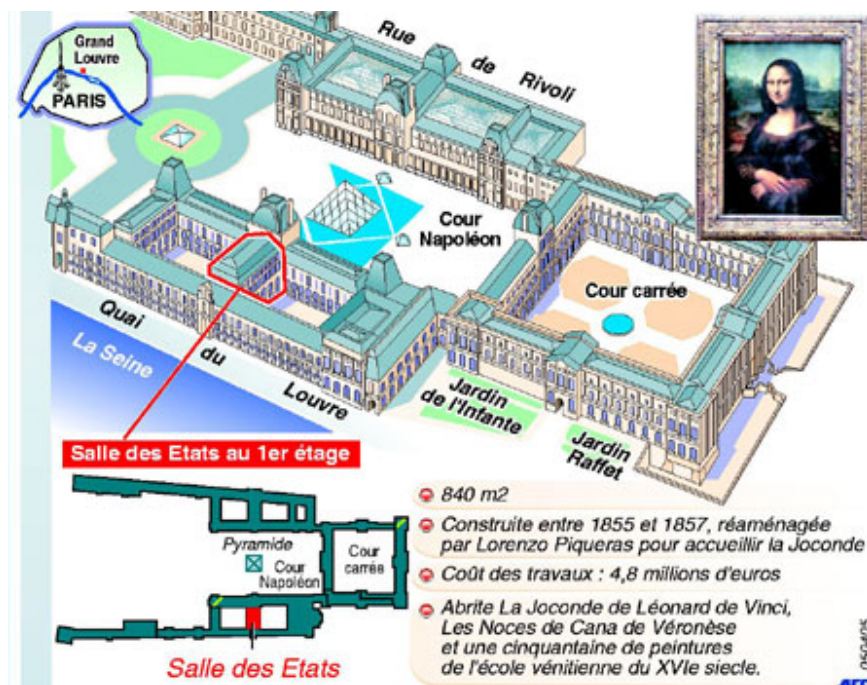 Grand
Louvre
PARIS
Rue
de
Rivoli
Cour
Napoléon
Cour carrée
Quai
du
Louvre
La Seine
Jardin
de l'Infante
Jardin
Raffet
Salle des Etats au 1er étage
840 m2
Construite entre 1855 et 1857, réaménagée
par Lorenzo Piqueras pour accueillir la Joconde
Coût des travaux : 4,8 millions d'euros
Abrite La Joconde de Léonard de Vinci,
Les Noces de Cana de Véronèse
et une cinquantaine de peintures
de l'école vénitienne du XVIe siecle.
Pyramide
Cour
Napoléon
Cour
carrée
Salle des Etats